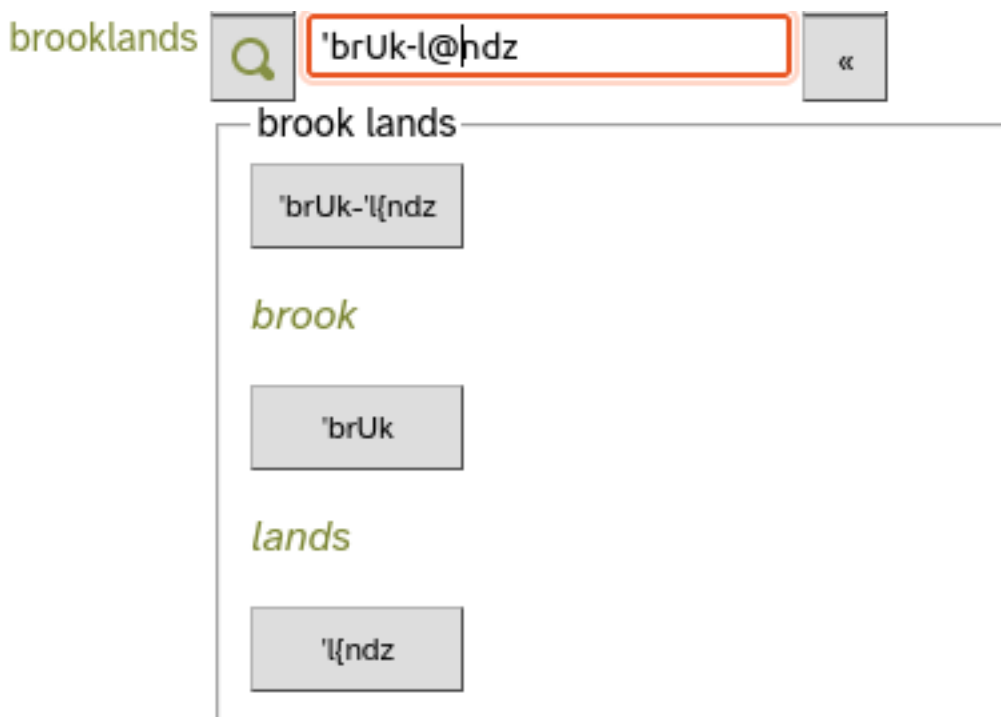 brooklands 'brUk-l@ndz «
brook lands
'brUk-'l{ndz
brook
'brUk
lands
'l{ndz